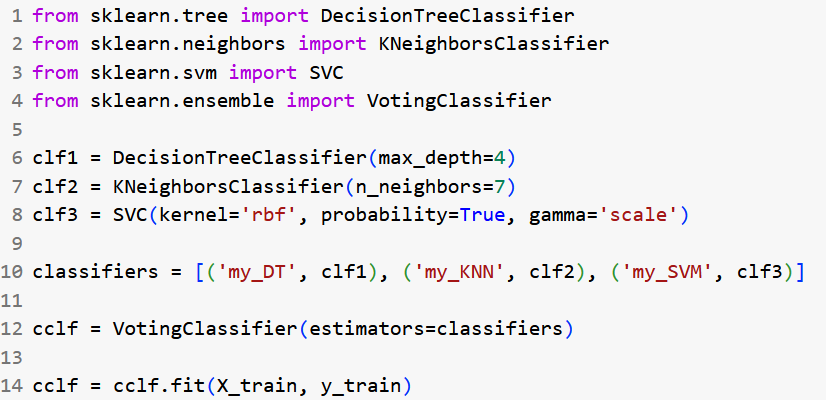 1 from sklearn.tree import DecisionTreeClassifier
2 from sklearn.neighbors import KNeighborsClassifier
3 from sklearn.svm import SVC
4 from sklearn.ensemble import VotingClassifier
5
6 clf1 = DecisionTreeClassifier(max_depth=4)
7 clf2 = KNeighborsClassifier(n_neighbors=7)
8 clf3 = SVC(kernel='rbf', probability=True, gamma='scale')
9
10 classifiers = [('my_DT', clf1), ('my_KNN', clf2), ('my_SVM', clf3)]
11
12 cclf = VotingClassifier(estimators=classifiers)
13
14 cclf = cclf.fit(X_train, y_train)